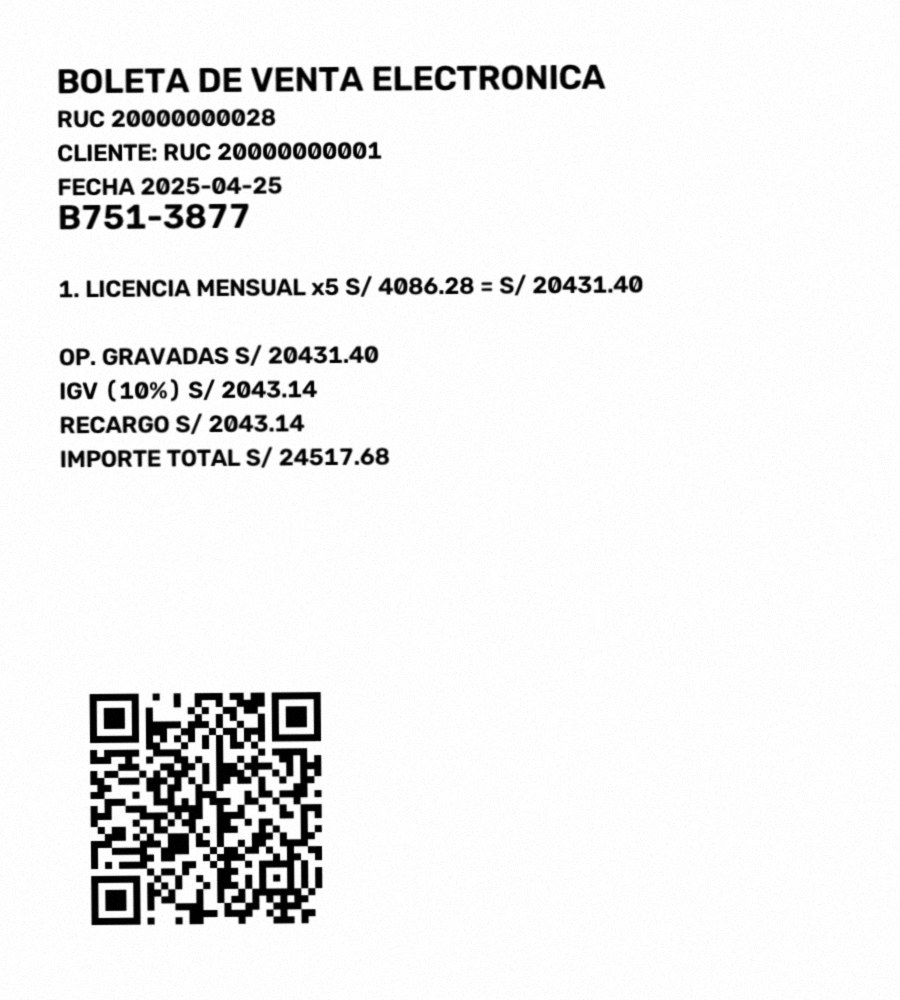 BOLETA DE VENTA ELECTRONICA
RUC 20000000028
CLIENTE: RUC 20000000001
FECHA 2025-04-25
B751-3877
1. LICENCIA MENSUAL x5 S/ 4086.28 = S/ 20431.40
OP. GRAVADAS S/ 20431.40
IGV (10%) S/ 2043.14
RECARGO S/ 2043.14
IMPORTE TOTAL S/ 24517.68